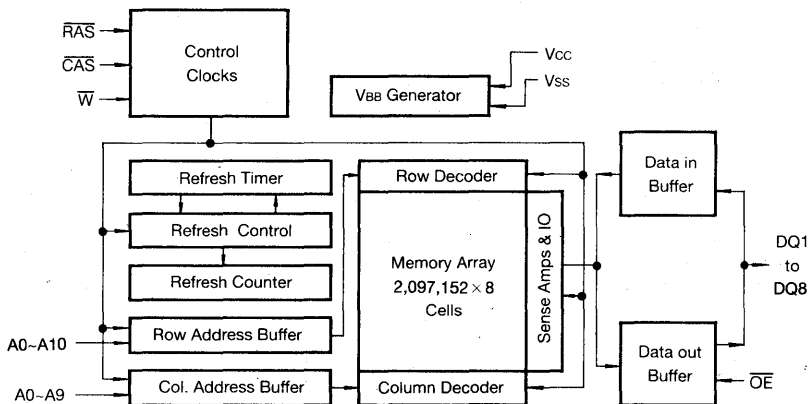 RAS
CAS
W
Control
Clocks
VBB Generator
Vcc
Vss
Refresh Timer
Refresh Control
Refresh Counter
Row Address Buffer
Col. Address Buffer
A0~A10
A0~A9
Row Decoder
Memory Array
2,097,152 × 8
Cells
Column Decoder
Sense Amps & IO
Data in
Buffer
Data out
Buffer
DQ1
to
DQ8
OE